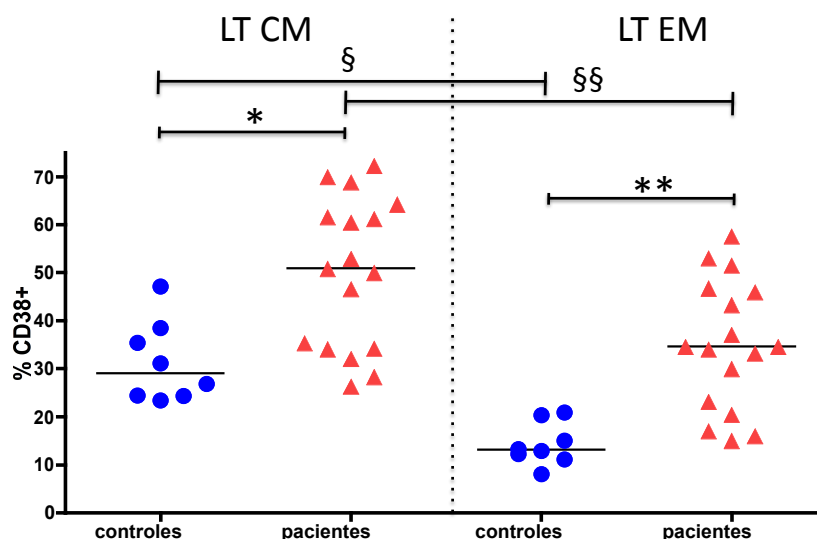 LT CM
LT EM
§
§§
*
**
% CD38+
70
60
50
40
30
20
10
0
controles
pacientes
controles
pacientes